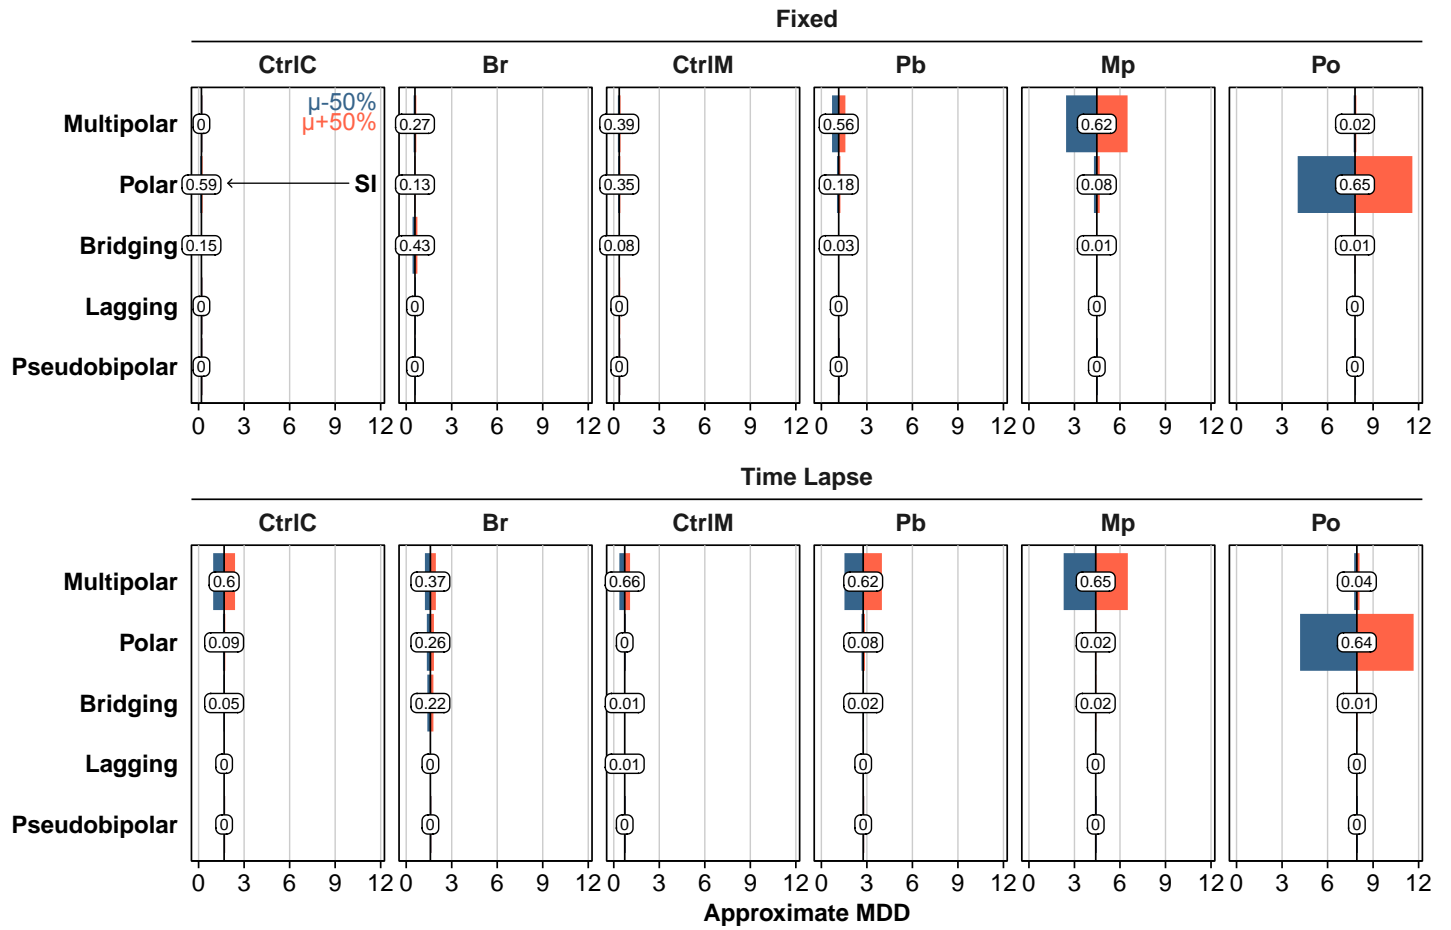 Fixed
CtrlC Br CtrlM Pb Mp Po
μ-50%
μ+50%
Multipolar 0 0.27 0.39 0.56 0.62 0.02
Polar 0.59 SI 0.13 0.35 0.18 0.08 0.65
Bridging 0.15 0.43 0.08 0.03 0.01 0.01
Lagging 0 0 0 0 0 0
Pseudobipolar 0 0 0 0 0 0
0 3 6 9 12 0 3 6 9 12 0 3 6 9 12 0 3 6 9 12 0 3 6 9 12 0 3 6 9 12
Time Lapse
CtrlC Br CtrlM Pb Mp Po
Multipolar 0.6 0.37 0.66 0.62 0.65 0.04
Polar 0.09 0.26 0 0.08 0.02 0.64
Bridging 0.05 0.22 0.01 0.02 0.02 0.01
Lagging 0 0 0.01 0 0 0
Pseudobipolar 0 0 0 0 0 0
0 3 6 9 12 0 3 6 9 12 0 3 6 9 12 0 3 6 9 12 0 3 6 9 12 0 3 6 9 12
Approximate MDD